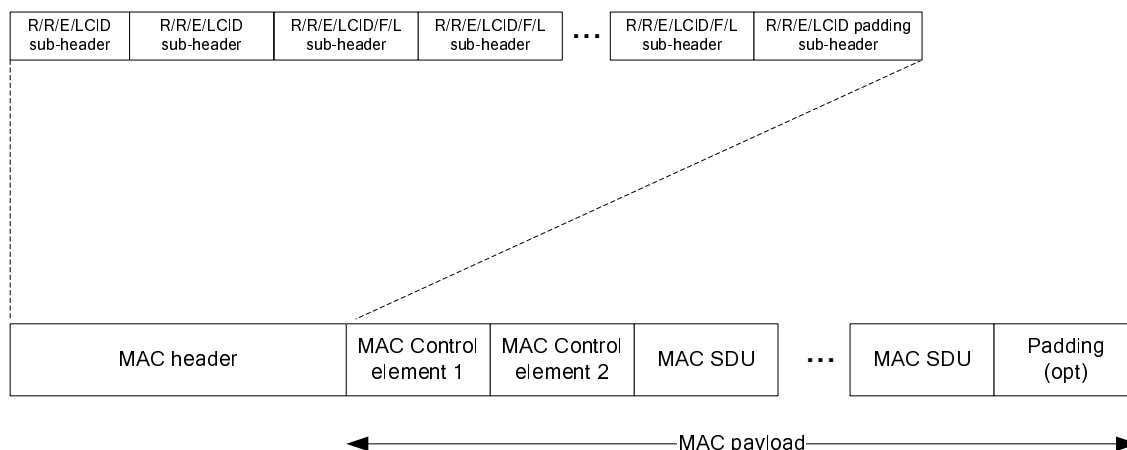 R/R/E/LCID R/R/E/LCID R/R/E/LCID/F/L R/R/E/LCID/F/L ... R/R/E/LCID/F/L R/R/E/LCID padding
sub-header sub-header sub-header sub-header sub-header sub-header
MAC header MAC Control MAC Control MAC SDU ... MAC SDU Padding
element 1 element 2 (opt)
MAC payload